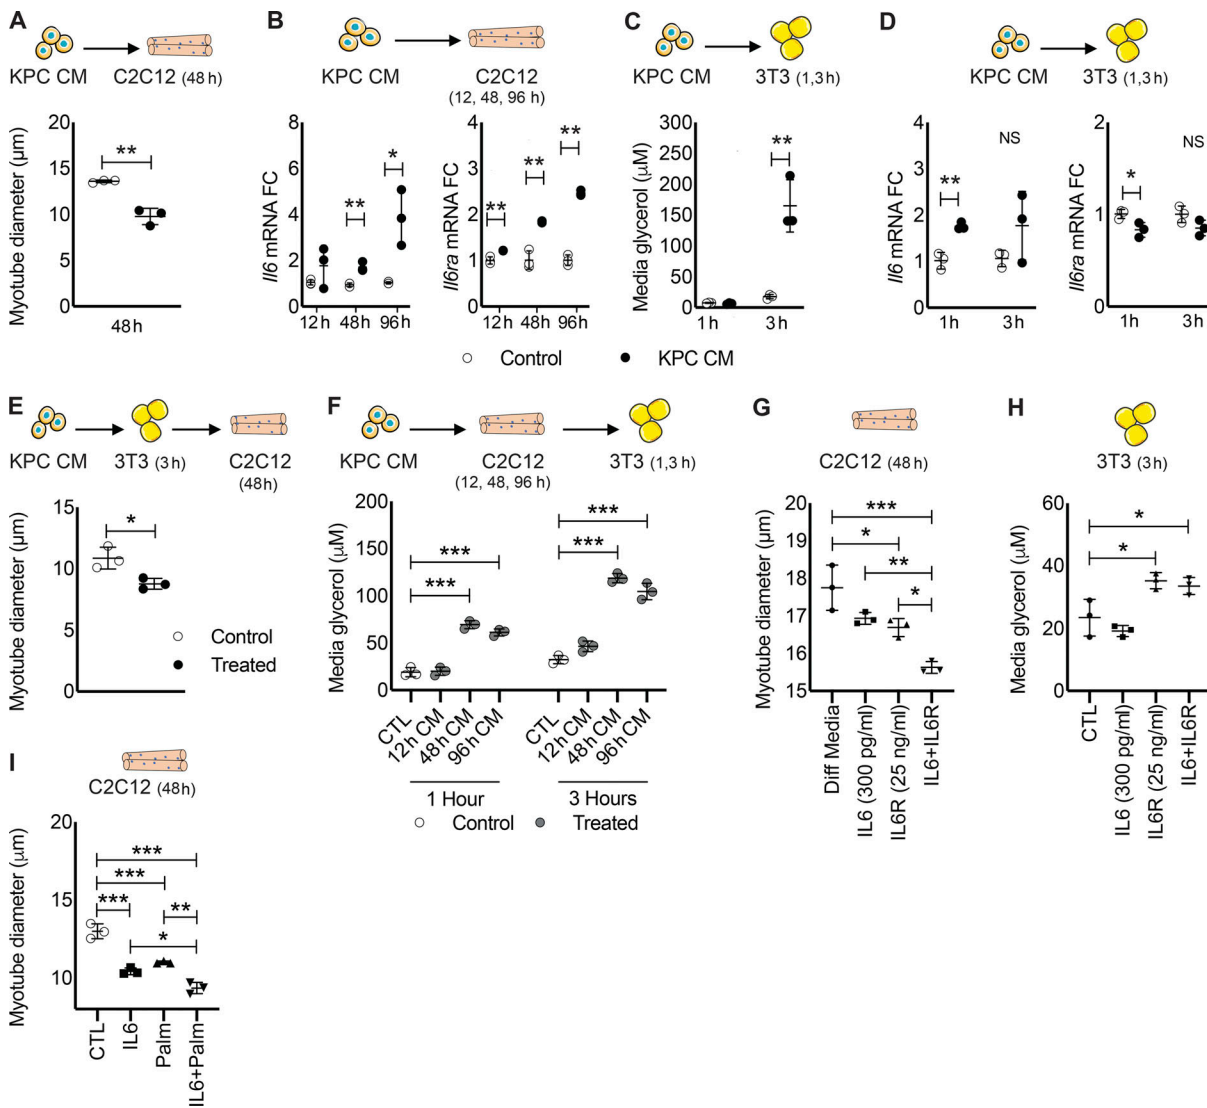 A
KPC CM
C2C12 (48 h)
Myotube diameter (μm)
20
15
10
5
0
**
48h
B
KPC CM
C2C12
(12, 48, 96 h)
Il6 mRNA FC
8
6
4
2
0
**
*
12h
48h
96h
Il6ra mRNA FC
4
3
2
1
0
**
**
**
12h
48h
96h
C
KPC CM
3T3 (1,3 h)
Media glycerol (μM)
300
250
200
150
100
50
0
**
1h
3h
D
KPC CM
3T3 (1,3 h)
Il6 mRNA FC
4
3
2
1
0
**
NS
1h
3h
Il6ra mRNA FC
2
1
0
*
NS
1h
3h
Control
KPC CM
E
KPC CM
3T3 (3 h)
C2C12
(48h)
Myotube diameter (μm)
15
10
5
0
*
Control
Treated
F
KPC CM
C2C12
(12, 48, 96 h)
3T3 (1,3 h)
Media glycerol (μM)
200
150
100
50
0
***
***
***
***
CTL
12h CM
48h CM
96h CM
CTL
12h CM
48h CM
96h CM
1 Hour
3 Hours
Control
Treated
G
C2C12 (48 h)
Myotube diameter (μm)
20
19
18
17
16
15
***
*
**
*
Diff Media
IL6 (300 pg/ml)
IL6R (25 ng/ml)
IL6+IL6R
H
3T3 (3h)
Media glycerol (μM)
60
40
20
0
*
*
CTL
IL6 (300 pg/ml)
IL6R (25 ng/ml)
IL6+IL6R
I
C2C12 (48h)
Myotube diameter (μm)
20
15
10
***
***
***
**
*
CTL
IL6
Palm
IL6+Palm